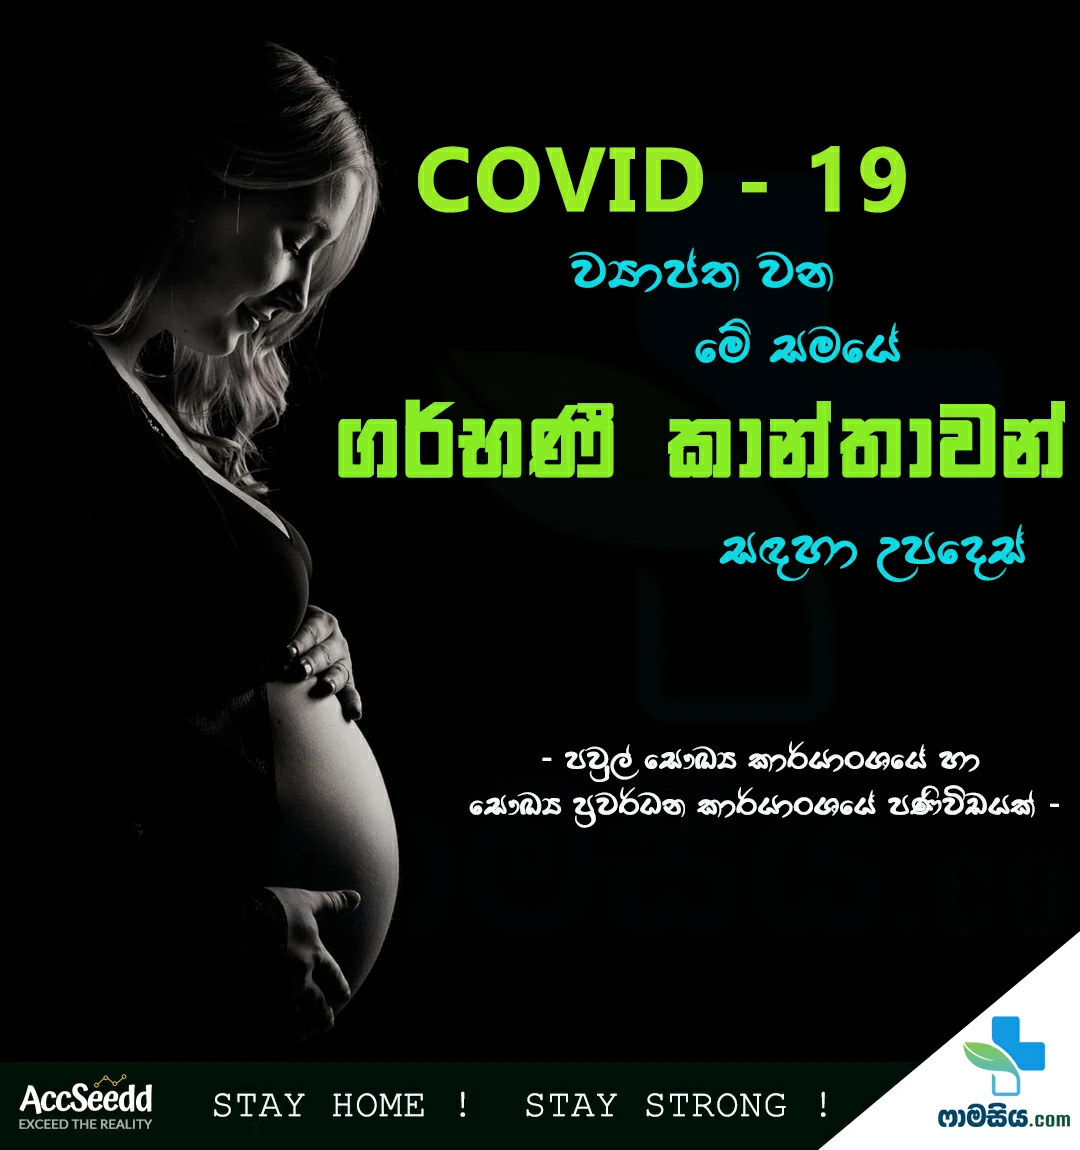 COVID - 19
ව්‍යාප්ත වන
මේ සමයේ
ගර්භණී කාන්තාවන්
සඳහා උපදෙස්
- පවුල් සෞඛ්‍ය කාර්යාංශයේ හා
සෞඛ්‍ය ප්‍රවර්ධන කාර්යාංශයේ පණිවිඩයක් -
AccSeedd
EXCEED THE REALITY
STAY HOME ! STAY STRONG !
ෆාමසිය.com